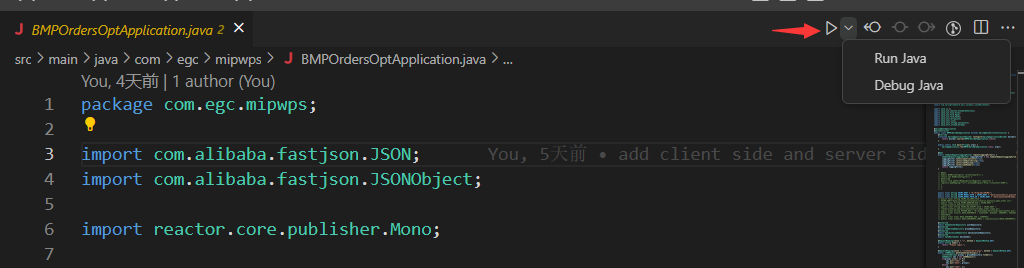 J BMPOrdersOptApplication.java 2 ×
src > main > java > com > egc > mipwps > J BMPOrdersOptApplication.java > ...
Run Java
Debug Java
You, 4天前 | 1 author (You)
1 package com.egc.mipwps;
2
3 import com.alibaba.fastjson.JSON; You, 5天前 • add client side and server sid
4 import com.alibaba.fastjson.JSONObject;
5
6 import reactor.core.publisher.Mono;
7